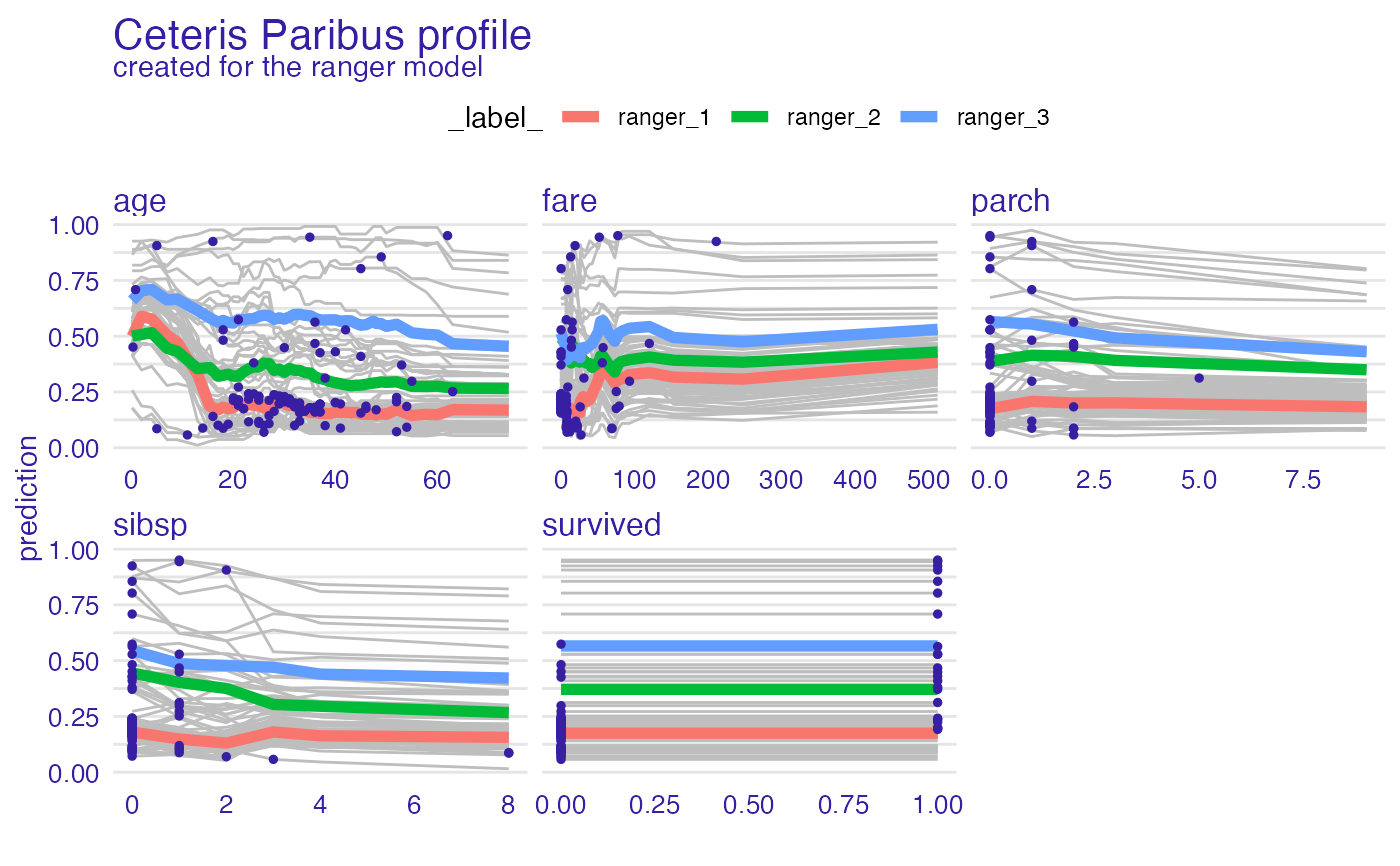 Ceteris Paribus profile
created for the ranger model
_label_ ranger_1 ranger_2 ranger_3
age fare parch
1.00
0.75
0.50
0.25
0.00
0 20 40 60 0 100 200 300 400 500 0.0 2.5 5.0 7.5
prediction
sibsp survived
1.00
0.75
0.50
0.25
0.00
0 2 4 6 8 0.00 0.25 0.50 0.75 1.00